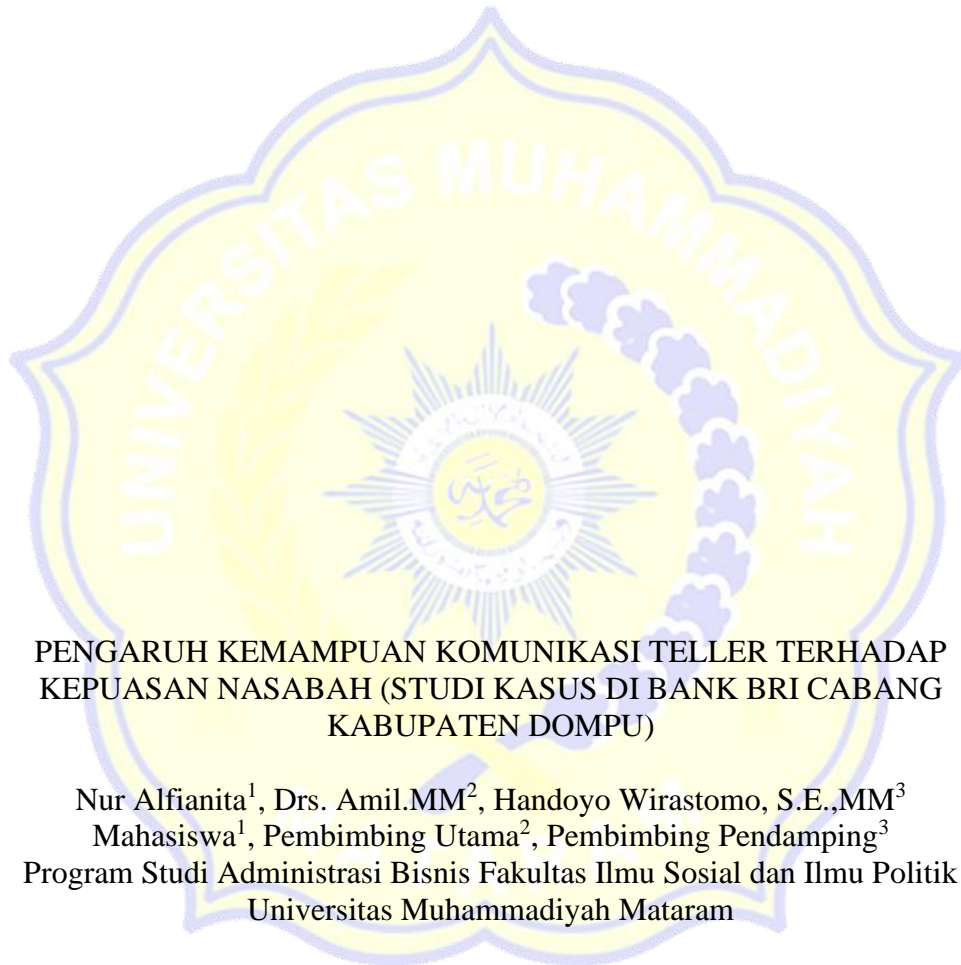 UNIVERSITAS MUHAMMADIYAH
PENGARUH KEMAMPUAN KOMUNIKASI TELLER TERHADAP
KEPUASAN NASABAH (STUDI KASUS DI BANK BRI CABANG
KABUPATEN DOMPU)
Nur Alfianita¹, Drs. Amil.MM², Handoyo Wirastomo, S.E.,MM³
Mahasiswa¹, Pembimbing Utama², Pembimbing Pendamping³
Program Studi Administrasi Bisnis Fakultas Ilmu Sosial dan Ilmu Politik
Universitas Muhammadiyah Mataram